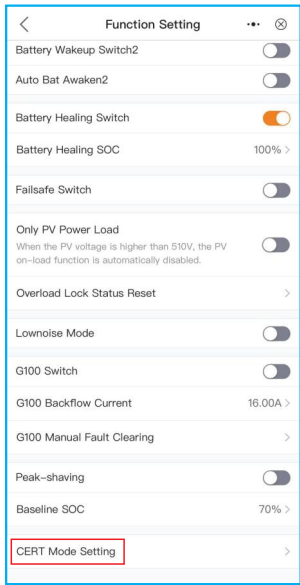 Function Setting
Battery Wakeup Switch2
Auto Bat Awaken2
Battery Healing Switch
Battery Healing SOC 100% >
Failsafe Switch
Only PV Power Load
When the PV voltage is higher than 510V, the PV
on-load function is automatically disabled.
Overload Lock Status Reset >
Lownoise Mode
G100 Switch
G100 Backflow Current 16.00A >
G100 Manual Fault Clearing >
Peak-shaving
Baseline SOC 70% >
CERT Mode Setting >